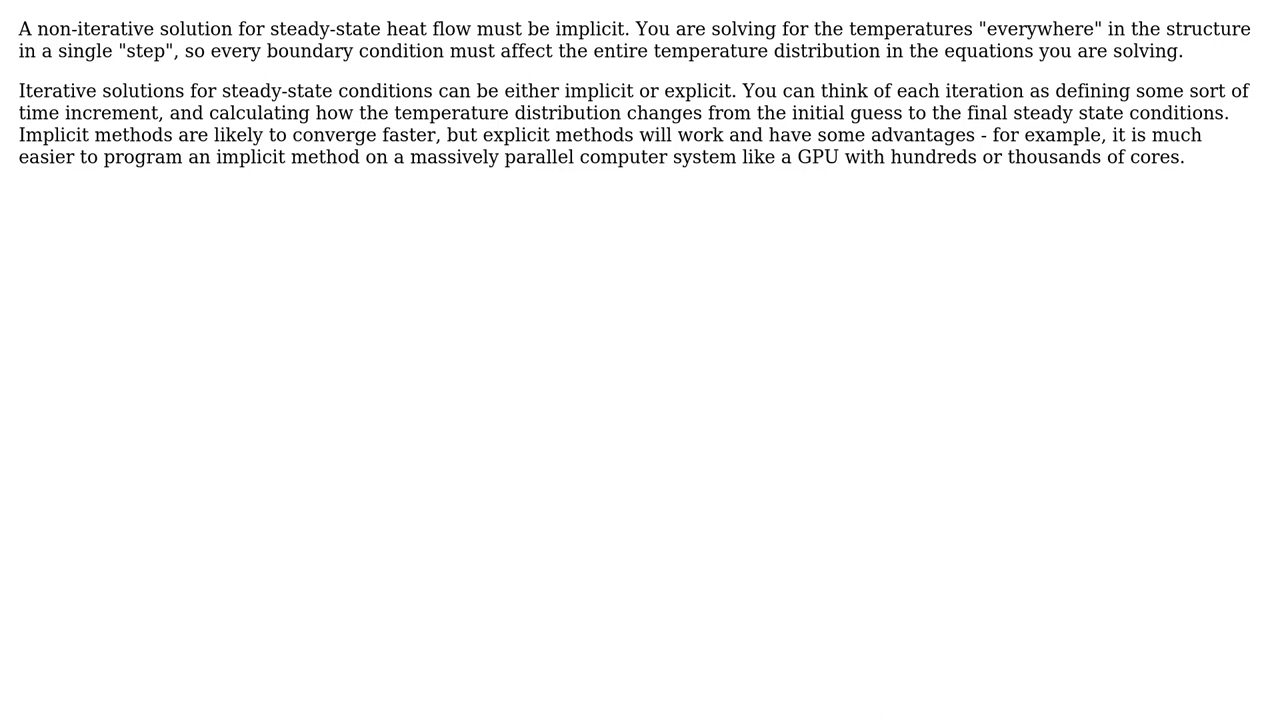 A non-iterative solution for steady-state heat flow must be implicit. You are solving for the temperatures "everywhere" in the structure
in a single "step", so every boundary condition must affect the entire temperature distribution in the equations you are solving.
Iterative solutions for steady-state conditions can be either implicit or explicit. You can think of each iteration as defining some sort of
time increment, and calculating how the temperature distribution changes from the initial guess to the final steady state conditions.
Implicit methods are likely to converge faster, but explicit methods will work and have some advantages - for example, it is much
easier to program an implicit method on a massively parallel computer system like a GPU with hundreds or thousands of cores.